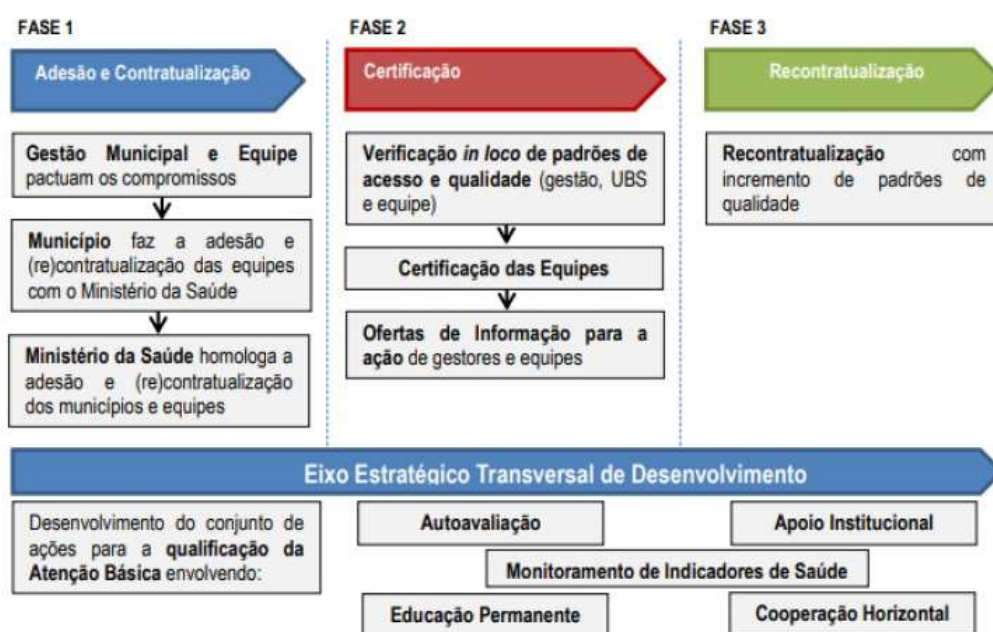 FASE 1
Adesão e Contratualização
Gestão Municipal e Equipe
pactuam os compromissos
Município faz a adesão e
(re)contratualização das equipes
com o Ministério da Saúde
Ministério da Saúde homologa a
adesão e (re)contratualização
dos municípios e equipes
FASE 2
Certificação
Verificação in loco de padrões de
acesso e qualidade (gestão, UBS
e equipe)
Certificação das Equipes
Ofertas de Informação para a
ação de gestores e equipes
FASE 3
Recontratualização
Recontratualização com
incremento de padrões de
qualidade
Eixo Estratégico Transversal de Desenvolvimento
Desenvolvimento do conjunto de
ações para a qualificação da
Atenção Básica envolvendo:
Autoavaliação
Apoio Institucional
Monitoramento de Indicadores de Saúde
Educação Permanente
Cooperação Horizontal